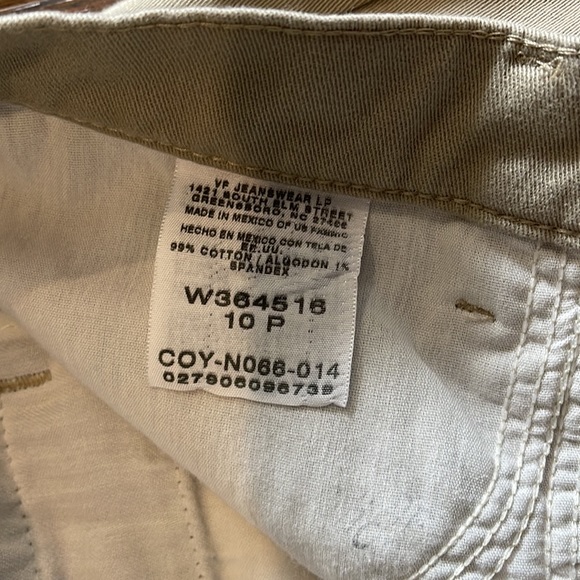 VF JEANSWEAR LP
1421 SOUTH ELM STREET
GREENSBORO, NC 27406
MADE IN MEXICO OF US FABRIC
HECHO EN MEXICO CON TELA DE
EE.UU.
99% COTTON / ALGODON 1%
SPANDEX
W364516
10 P
COY-N066-014
027906096739